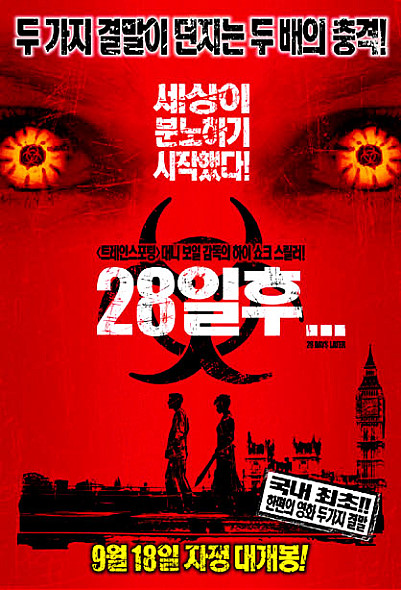 두가지 결말이 던지는 두 배의 충격!
세상이
분노하기
시작했다!
<트레인스포팅> 대니 보일 감독의 하이 쇼크 스릴러!
28일후...
28 DAYS LATER
국내 최초!!
한편의 영화 두가지 결말
9월 18일 자정 대개봉!